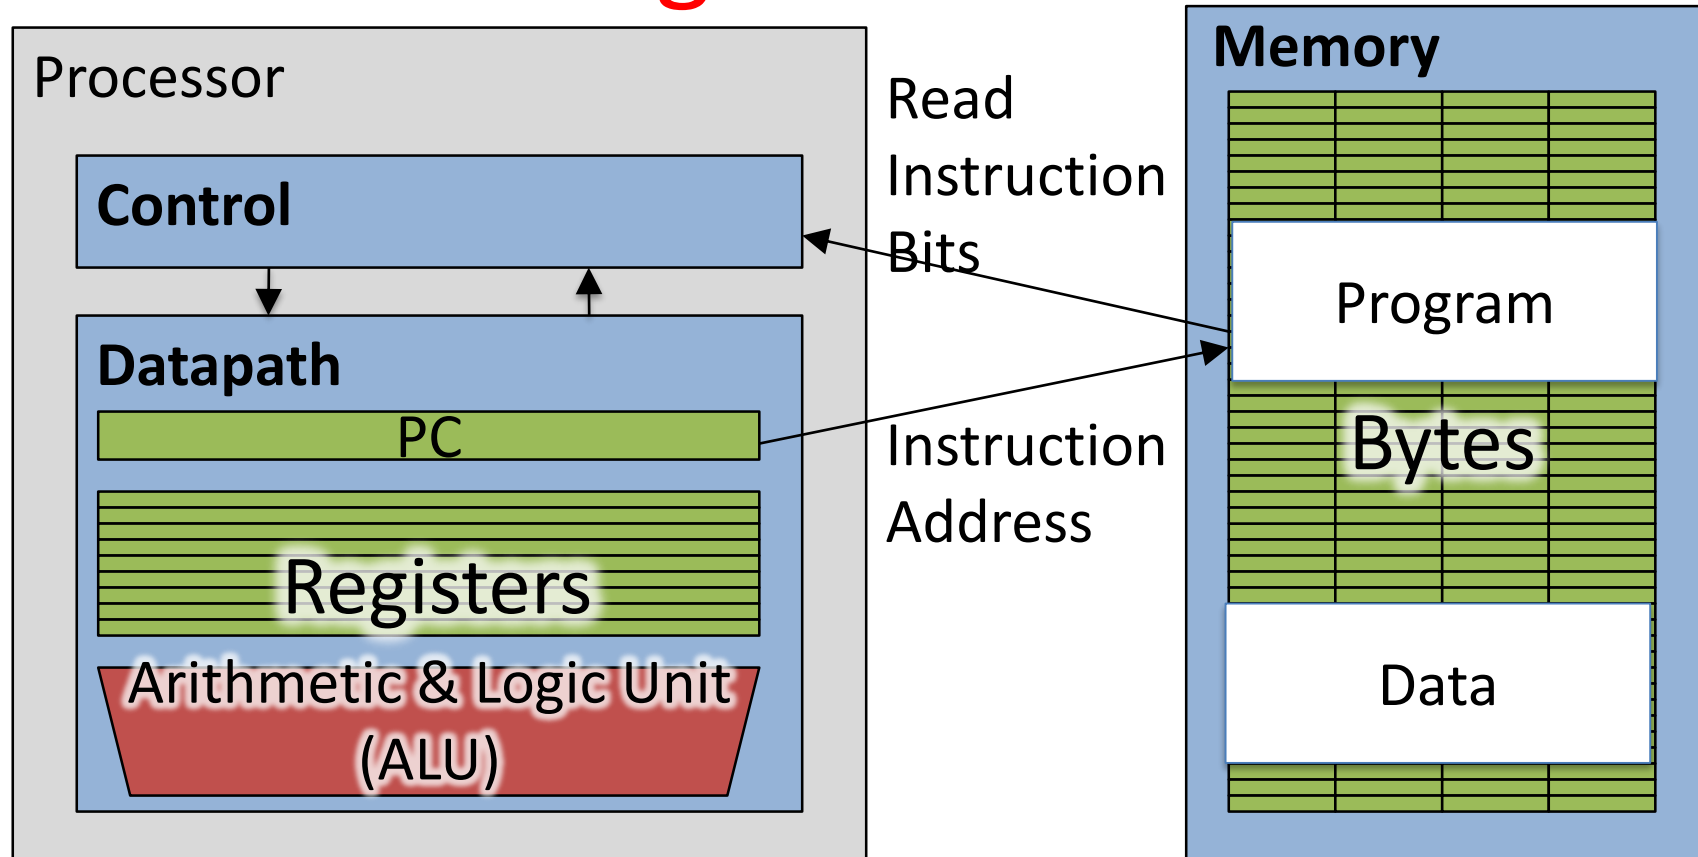 Processor
Control
Datapath
PC
Registers
Arithmetic & Logic Unit
(ALU)
Read
Instruction
Bits
Instruction
Address
Memory
Program
Bytes
Data